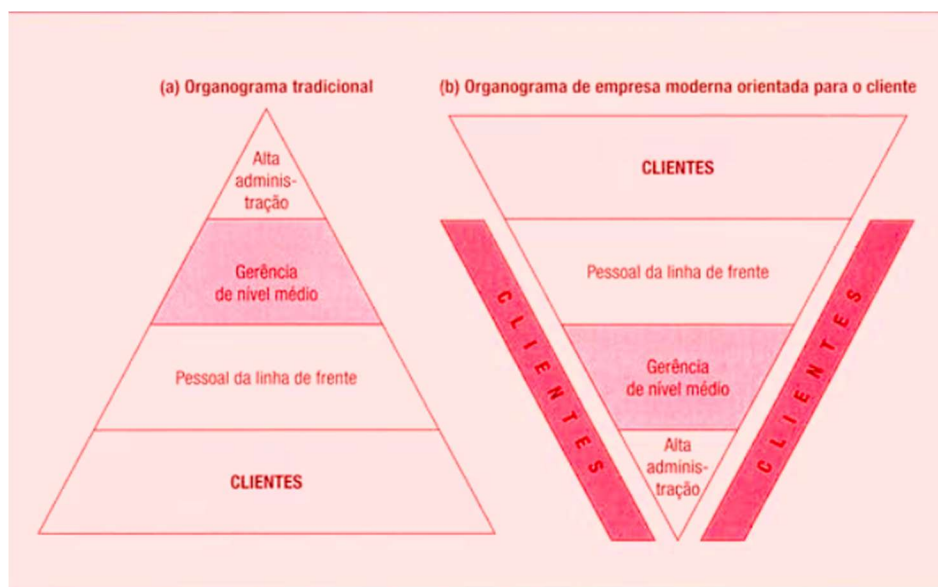 (a) Organograma tradicional
Alta
adminis-
tração
Gerência
de nível médio
Pessoal da linha de frente
CLIENTES
(b) Organograma de empresa moderna orientada para o cliente
CLIENTES
Pessoal da linha de frente
Gerência
de nível médio
Alta
adminis-
tração
CLIENTES
CLIENTES